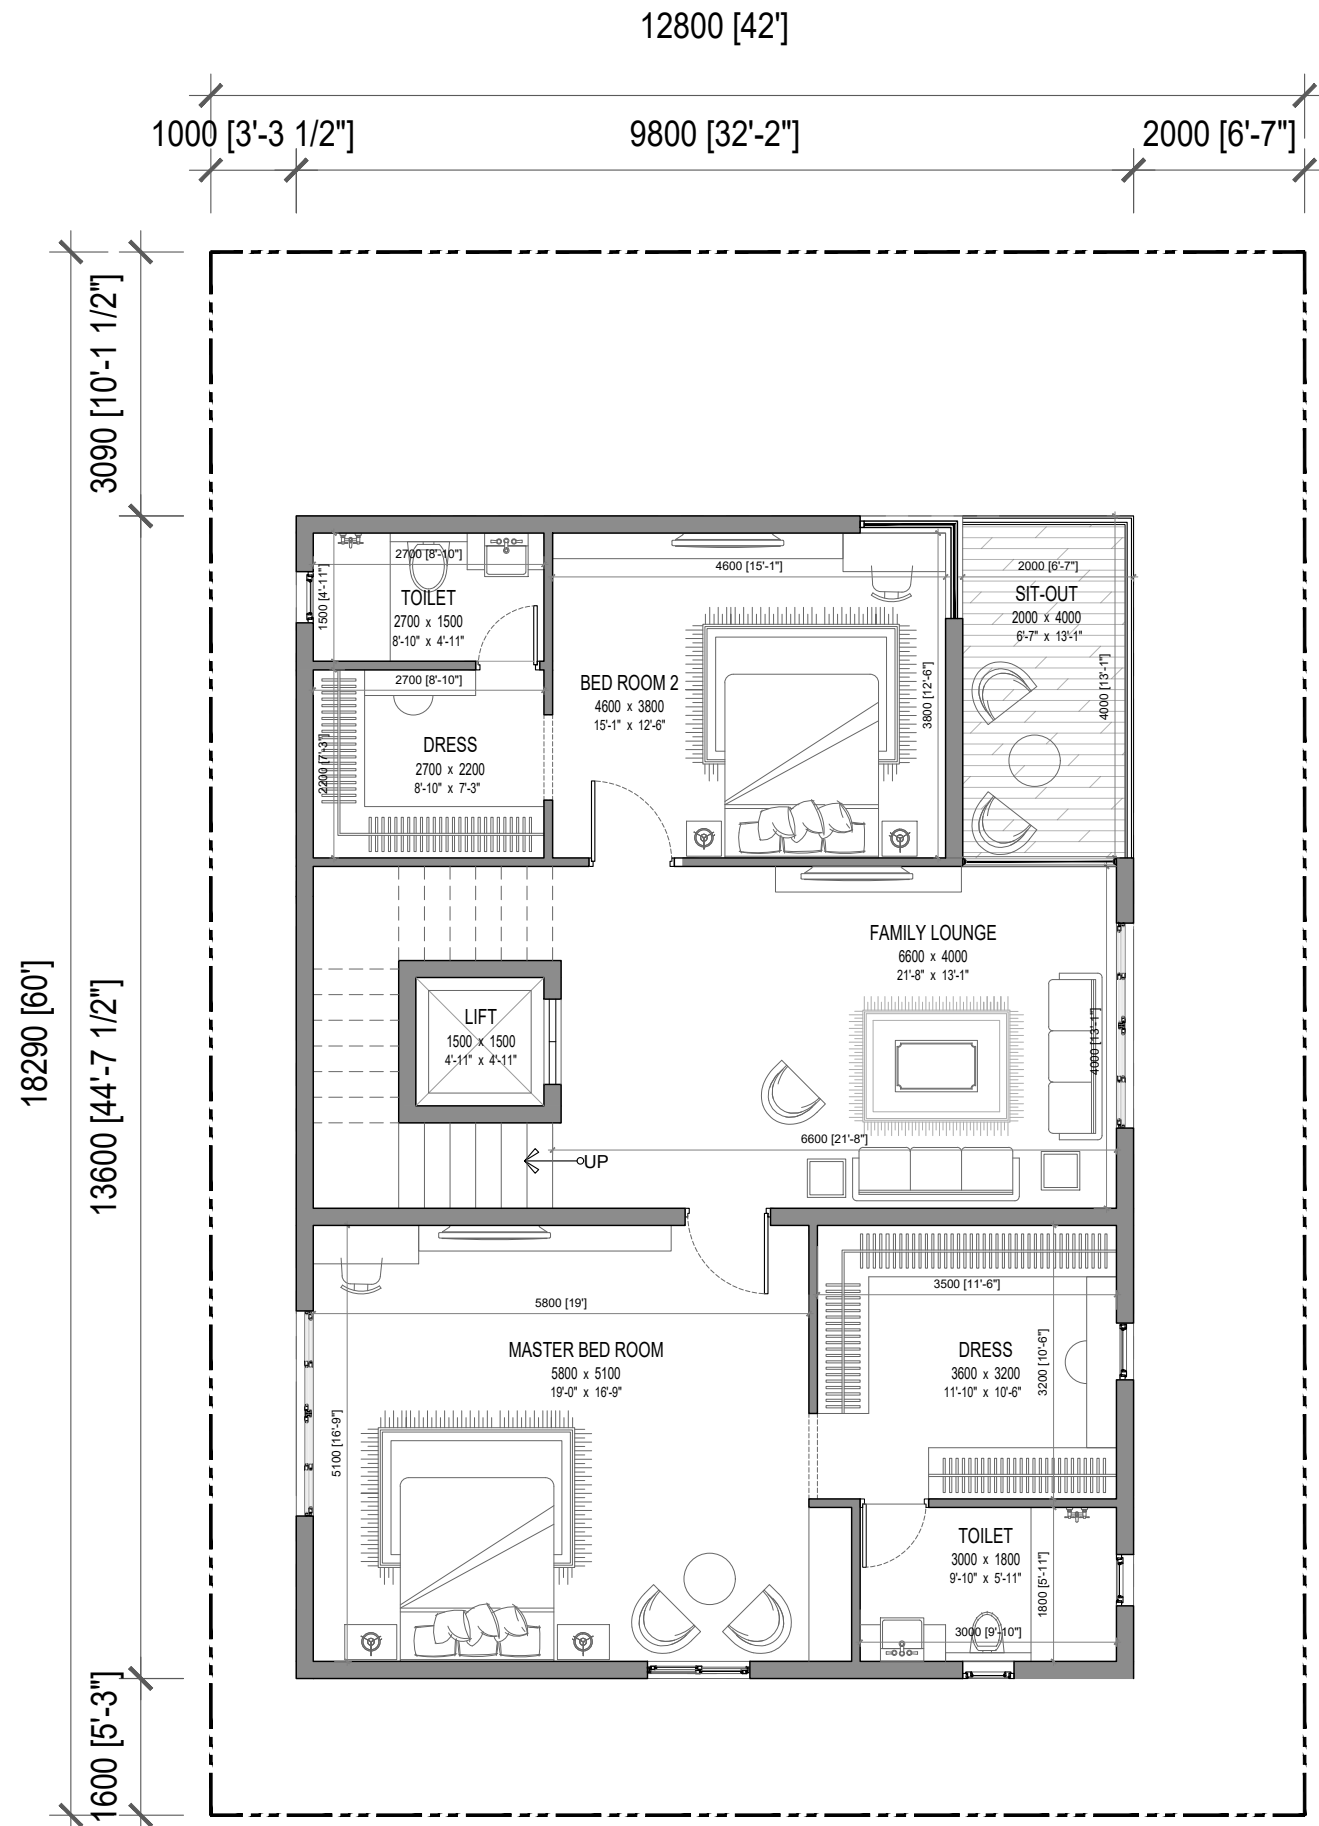 12800 [42']
1000 [3'-3 1/2"]
9800 [32'-2"]
2000 [6'-7"]
3090 [10'-1 1/2"]
18290 [60']
13600 [44'-7 1/2"]
1600 [5'-3"]
2700 [8'-10"]
1500 [4'-11"]
TOILET
2700 x 1500
8'-10" x 4'-11"
2700 [8'-10"]
2200 [7'-3"]
DRESS
2700 x 2200
8'-10" x 7'-3"
4600 [15'-1"]
BED ROOM 2
4600 x 3800
15'-1" x 12'-6"
3800 [12'-6"]
2000 [6'-7"]
SIT-OUT
2000 x 4000
6'-7" x 13'-1"
4000 [13'-1"]
FAMILY LOUNGE
6600 x 4000
21'-8" x 13'-1"
4000 [13'-1"]
6600 [21'-8"]
LIFT
1500 x 1500
4'-11" x 4'-11"
UP
5800 [19']
MASTER BED ROOM
5800 x 5100
19'-0" x 16'-9"
5100 [16'-9"]
3500 [11'-6"]
DRESS
3600 x 3200
11'-10" x 10'-6"
3200 [10'-6"]
TOILET
3000 x 1800
9'-10" x 5'-11"
1800 [5'-11"]
3000 [9'-10"]